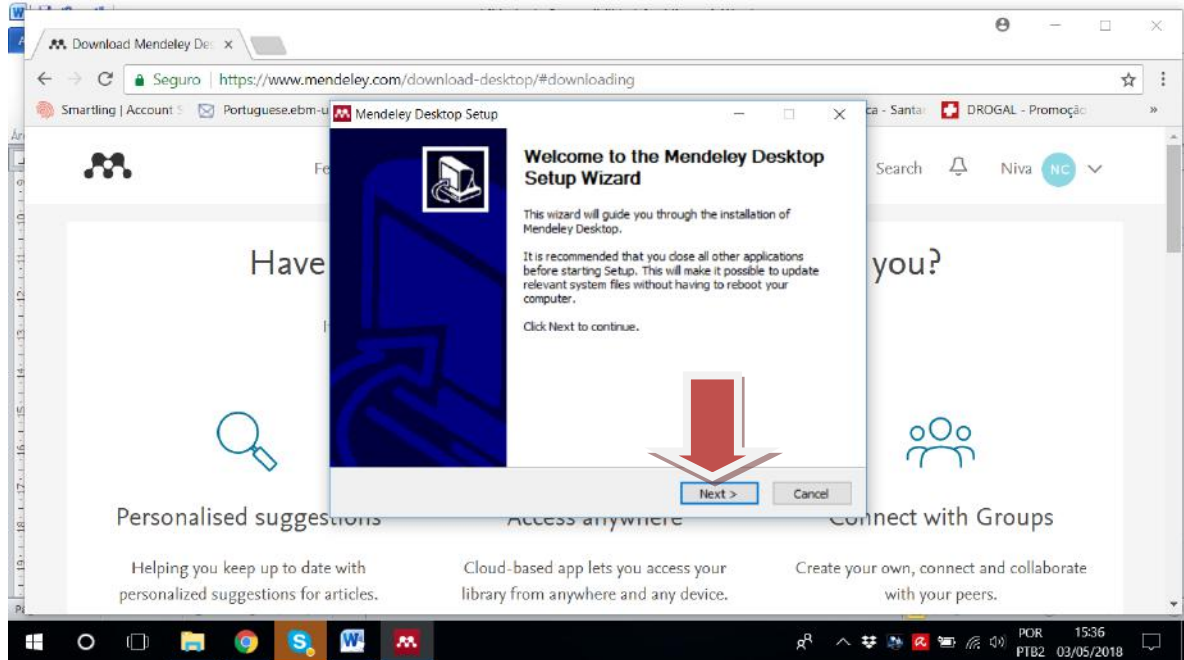 Download Mendeley De
Seguro | https://www.mendeley.com/download-desktop/#downloading
Smartling | Account S
Portuguese.ebm-u
ca - Santa
DROGAL - Promoção
Mendeley Desktop Setup
Search
Niva
NC
Welcome to the Mendeley Desktop
Setup Wizard
This wizard will guide you through the installation of
Mendeley Desktop.
It is recommended that you close all other applications
before starting Setup. This will make it possible to update
relevant system files without having to reboot your
computer.
Click Next to continue.
Next >
Cancel
Have
you?
Personalised suggestions
Access anywhere
Connect with Groups
Helping you keep up to date with
personalized suggestions for articles.
Cloud-based app lets you access your
library from anywhere and any device.
Create your own, connect and collaborate
with your peers.
POR
PTB2
15:36
03/05/2018